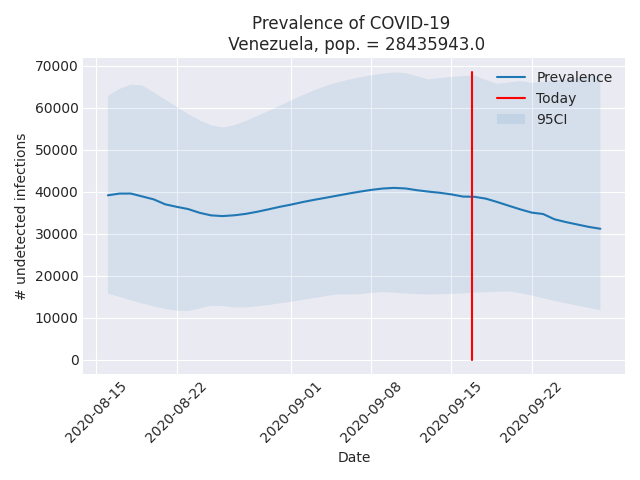 Prevalence of COVID-19
Venezuela, pop. = 28435943.0
# undetected infections
70000
60000
50000
40000
30000
20000
10000
0
Prevalence
Today
95CI
2020-08-15
2020-08-22
2020-09-01
2020-09-08
2020-09-15
2020-09-22
Date